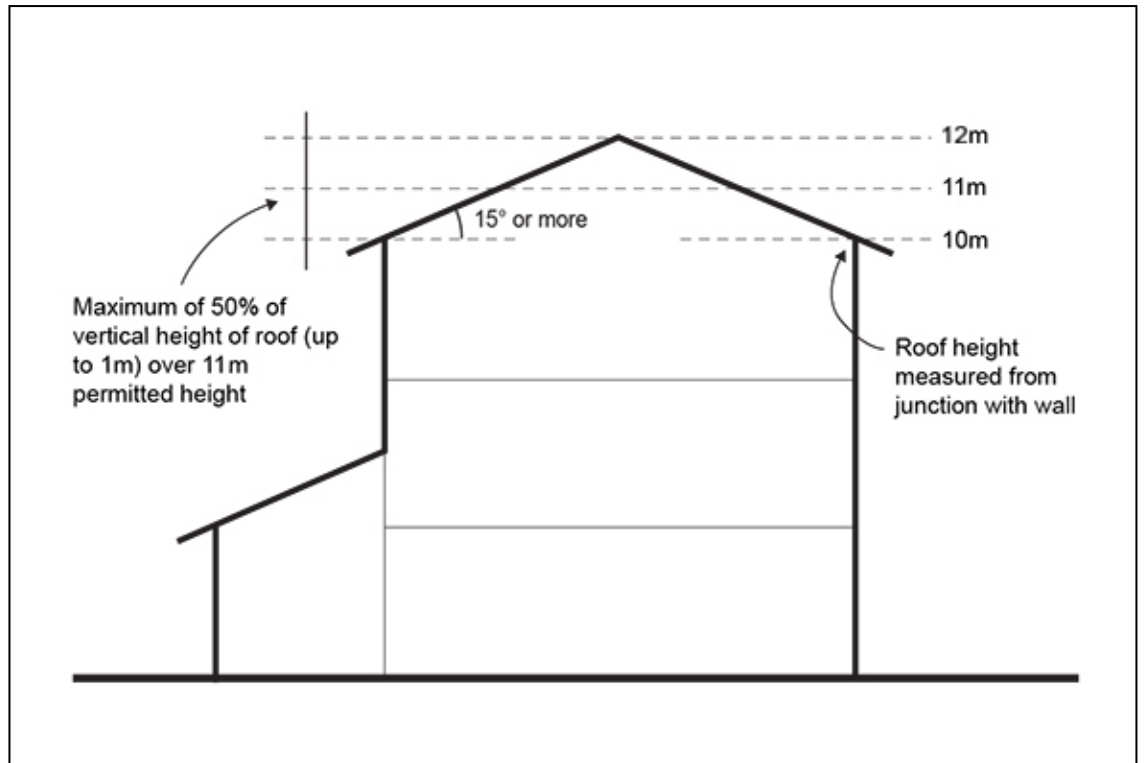 12m
11m
15° or more
10m
Maximum of 50% of
vertical height of roof (up
to 1m) over 11m
permitted height
Roof height
measured from
junction with wall